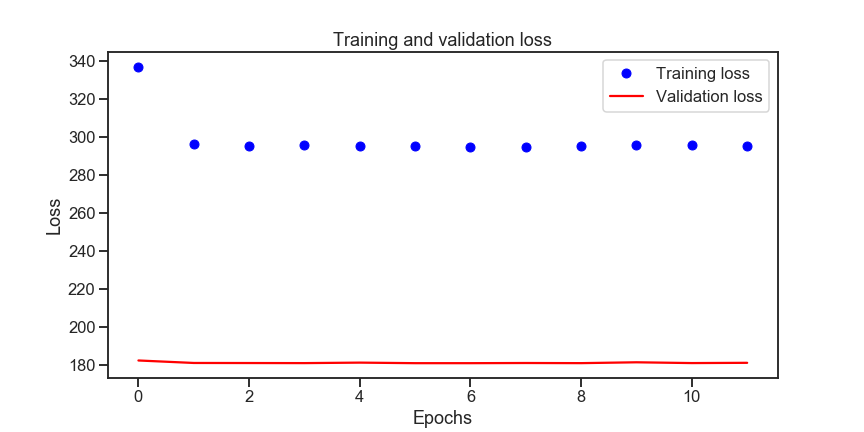 Training and validation loss
Training loss
Validation loss
Loss
340
320
300
280
260
240
220
200
180
0 2 4 6 8 10
Epochs